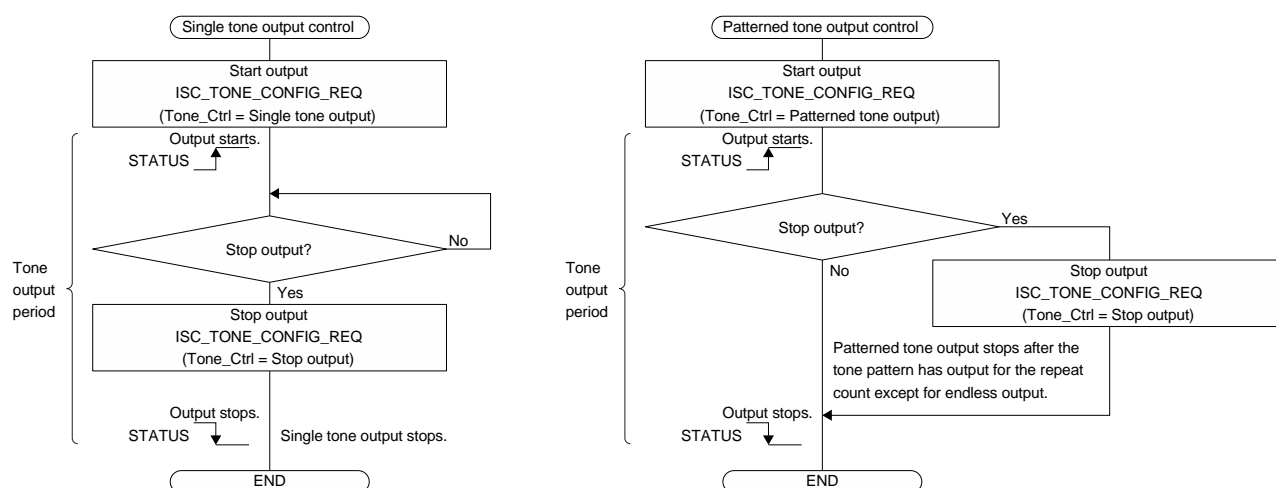 Single tone output control
Start output
ISC_TONE_CONFIG_REQ
(Tone_Ctrl = Single tone output)
Output starts.
STATUS
Stop output?
No
Yes
Tone
output
period
Stop output
ISC_TONE_CONFIG_REQ
(Tone_Ctrl = Stop output)
Output stops.
STATUS
Single tone output stops.
END
Patterned tone output control
Start output
ISC_TONE_CONFIG_REQ
(Tone_Ctrl = Patterned tone output)
Output starts.
STATUS
Stop output?
Yes
No
Tone
output
period
Stop output
ISC_TONE_CONFIG_REQ
(Tone_Ctrl = Stop output)
Patterned tone output stops after the
tone pattern has output for the repeat
count except for endless output.
Output stops.
STATUS
END